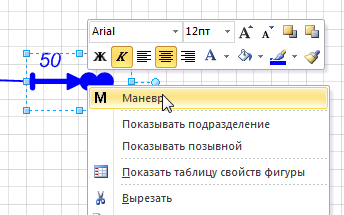 Arial 12пт A A
Ж К А
50
М Маневр
Показывать подразделение
Показывать позывной
Показать таблицу свойств фигуры
Вырезать